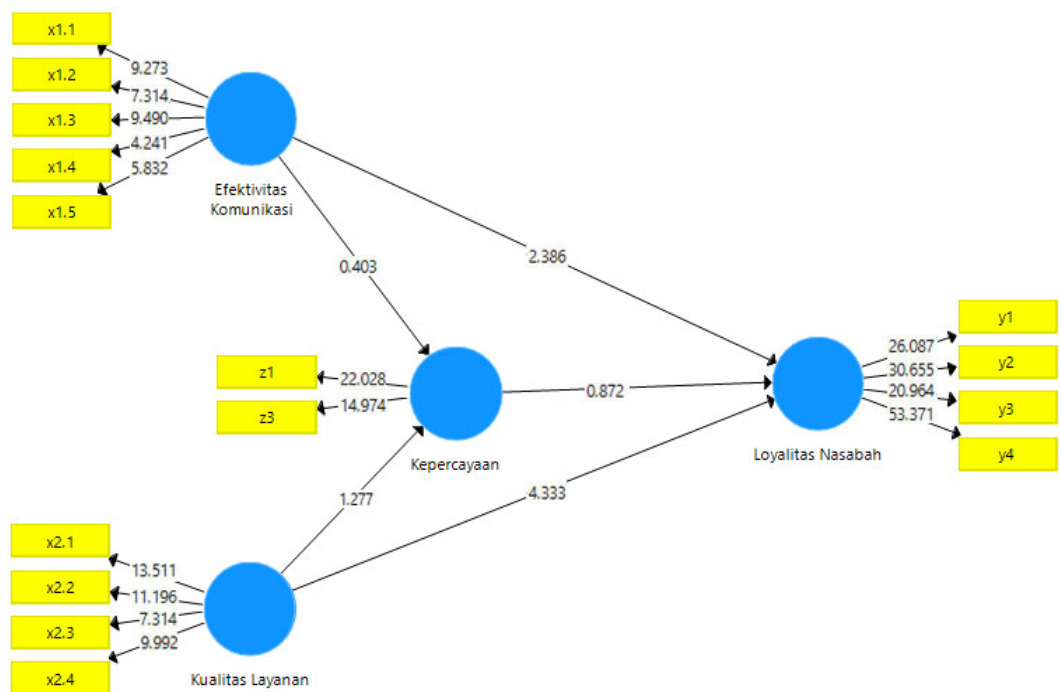 x1.1
x1.2
x1.3
x1.4
x1.5
9.273
7.314
9.490
4.241
5.832
Efektivitas
Komunikasi
0.403
2.386
z1
z3
22.028
14.974
Kepercayaan
0.872
y1
y2
y3
y4
26.087
30.655
20.964
53.371
Loyalitas Nasabah
1.277
4.333
x2.1
x2.2
x2.3
x2.4
13.511
11.196
7.314
9.992
Kualitas Layanan